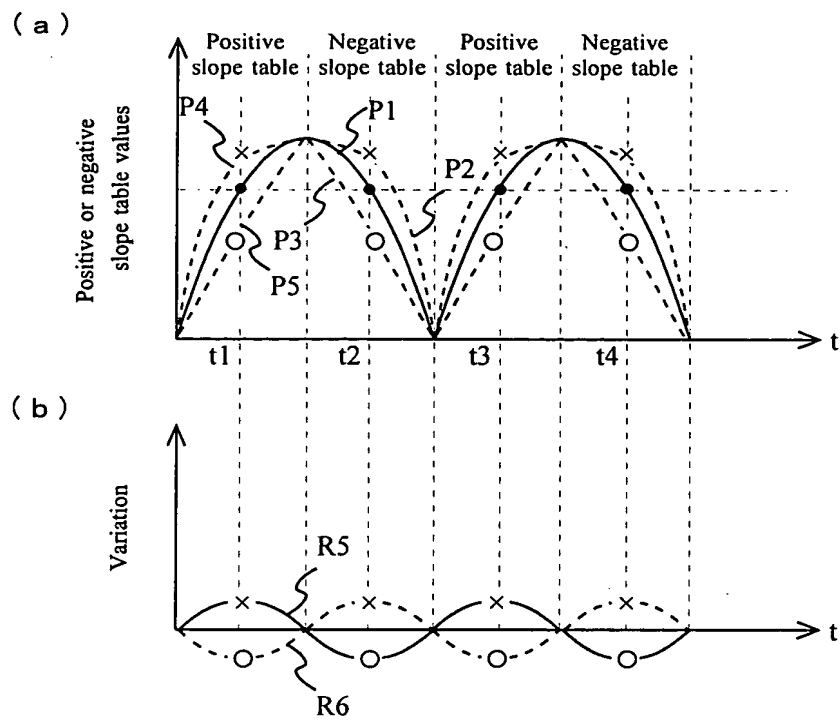 (a)
Positive
slope table
Negative
slope table
Positive
slope table
Negative
slope table
P4
P1
P2
P3
P5
Positive or negative
slope table values
t1
t2
t3
t4
t
(b)
Variation
R5
R6
t